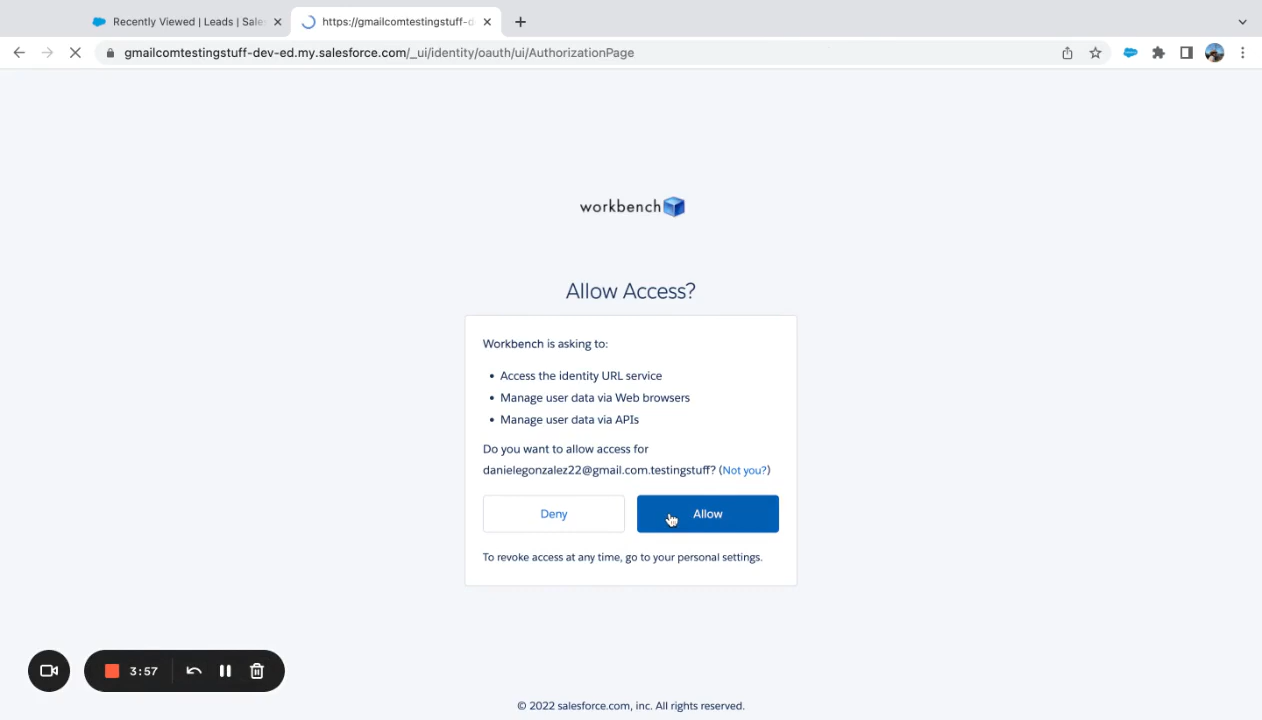 Recently Viewed | Leads | Sales
https://gmailcomtestingstuff-d
gmailcomtestingstuff-dev-ed.my.salesforce.com/_ui/identity/oauth/ui/AuthorizationPage
workbench
Allow Access?
Workbench is asking to:
• Access the identity URL service
• Manage user data via Web browsers
• Manage user data via APIs
Do you want to allow access for
danielegonzalez22@gmail.com.testingstuff? (Not you?)
Deny
Allow
To revoke access at any time, go to your personal settings.
3:57
© 2022 salesforce.com, inc. All rights reserved.